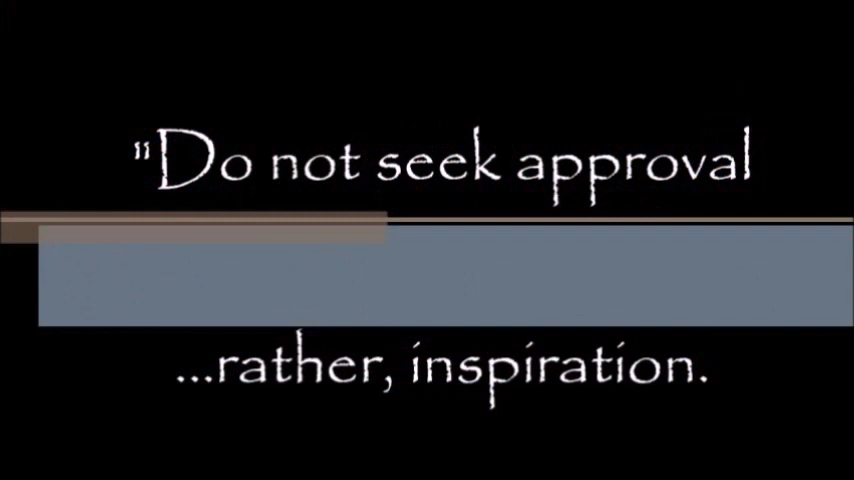 "Do not seek approval
...rather, inspiration.